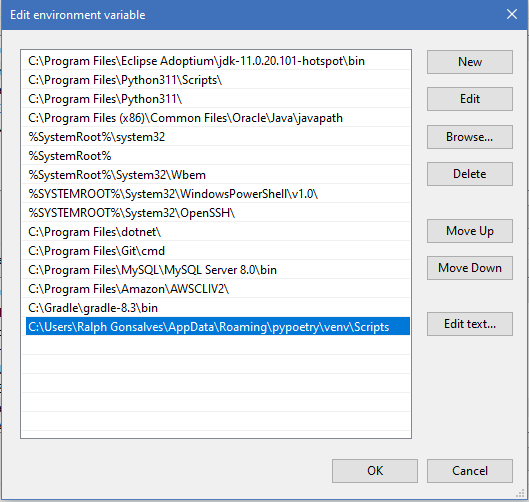 Edit environment variable
C:\Program Files\Eclipse Adoptium\jdk-11.0.20.101-hotspot\bin
C:\Program Files\Python311\Scripts\
C:\Program Files\Python311\
C:\Program Files (x86)\Common Files\Oracle\Java\javapath
%SystemRoot%\system32
%SystemRoot%
%SystemRoot%\System32\Wbem
%SYSTEMROOT%\System32\WindowsPowerShell\v1.0\
%SYSTEMROOT%\System32\OpenSSH\
C:\Program Files\dotnet\
C:\Program Files\Git\cmd
C:\Program Files\MySQL\MySQL Server 8.0\bin
C:\Program Files\Amazon\AWSCLIV2\
C:\Gradle\gradle-8.3\bin
C:\Users\Ralph Gonsalves\AppData\Roaming\pypoetry\venv\Scripts
New
Edit
Browse...
Delete
Move Up
Move Down
Edit text...
OK
Cancel